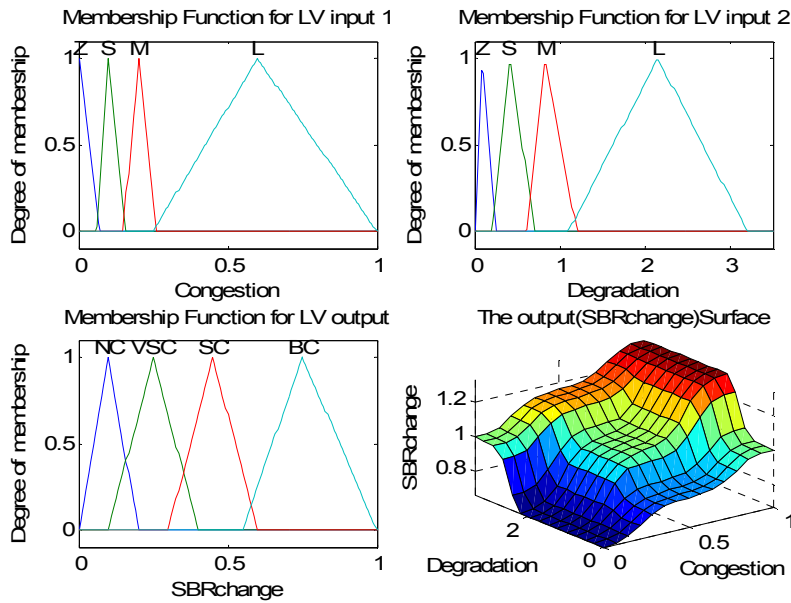 Membership Function for LV input 1
Z S M L
1
0.5
0
Degree of membership
0 0.5 1
Congestion
Membership Function for LV input 2
Z S M L
1
0.5
0
Degree of membership
0 1 2 3
Degradation
Membership Function for LV output
NC VSC SC BC
1
0.5
0
Degree of membership
0 0.5 1
SBRchange
The output(SBRchange)Surface
1.2
1
0.8
SBRchange
2
0
Degradation
0
0.5
1
Congestion